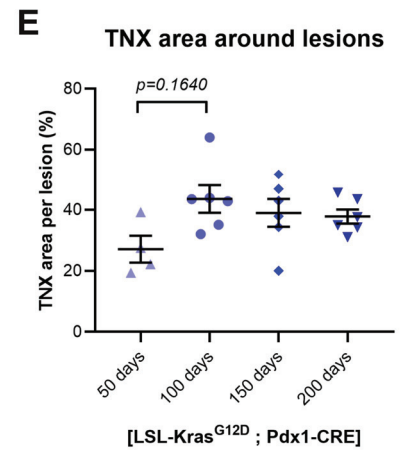 E
TNX area around lesions
p=0.1640
TNX area per lesion (%)
80
60
40
20
0
50 days
100 days
150 days
200 days
[LSL-KrasG12D ; Pdx1-CRE]